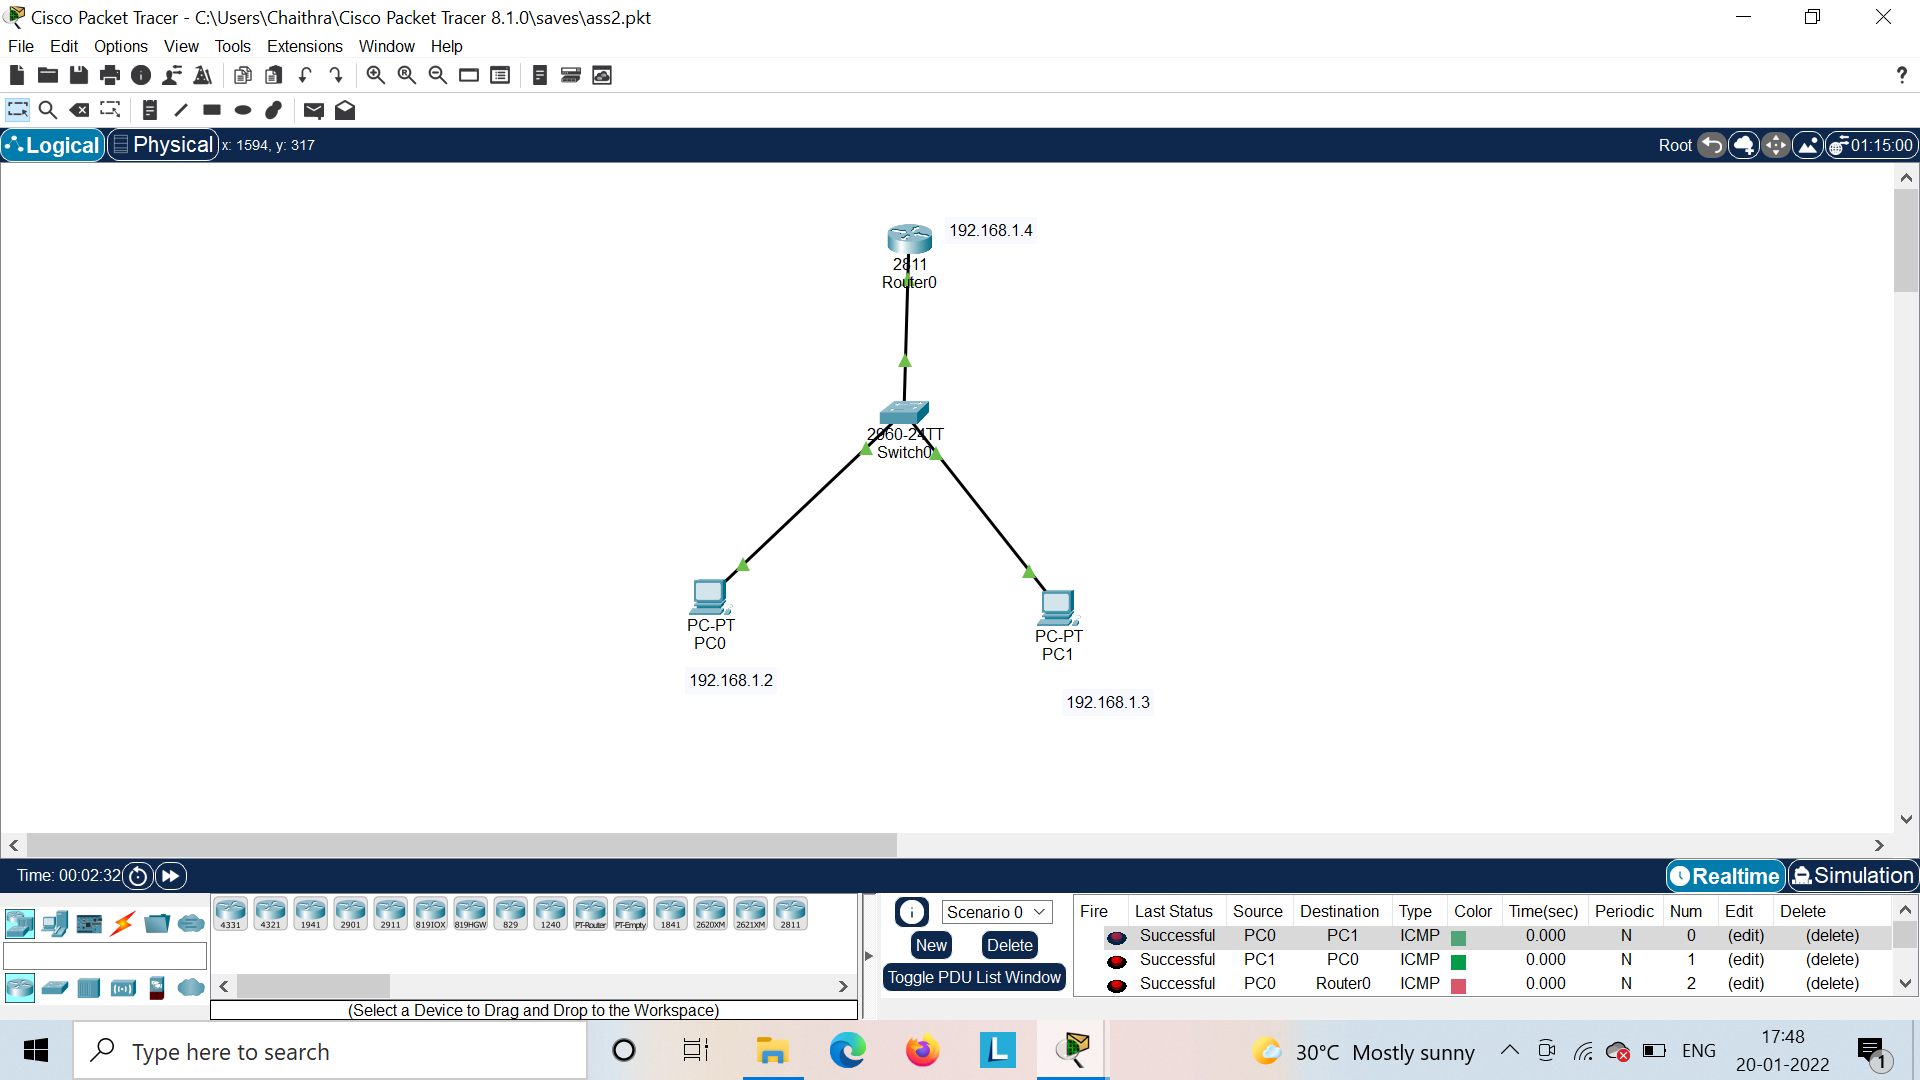 Cisco Packet Tracer - C:\Users\Chaithra\Cisco Packet Tracer 8.1.0\saves\ass2.pkt
File Edit Options View Tools Extensions Window Help
?
Logical Physical x: 1594, y: 317 Root 01:15:00
192.168.1.4
2811
Router0
2960-24TT
Switch0
PC-PT
PC0
192.168.1.2
PC-PT
PC1
192.168.1.3
Time: 00:02:32 Realtime Simulation
4331 4321 1941 2901 2911 819IOX 819HGW 829 1240 PT-Router PT-Empty 1841 2620XM 2621XM 2811
(Select a Device to Drag and Drop to the Workspace)
Scenario 0
New Delete
Toggle PDU List Window
Fire Last Status Source Destination Type Color Time(sec) Periodic Num Edit Delete
Successful PC0 PC1 ICMP 0.000 N 0 (edit) (delete)
Successful PC1 PC0 ICMP 0.000 N 1 (edit) (delete)
Successful PC0 Router0 ICMP 0.000 N 2 (edit) (delete)
Type here to search
L
30°C Mostly sunny
ENG
17:48
20-01-2022
1